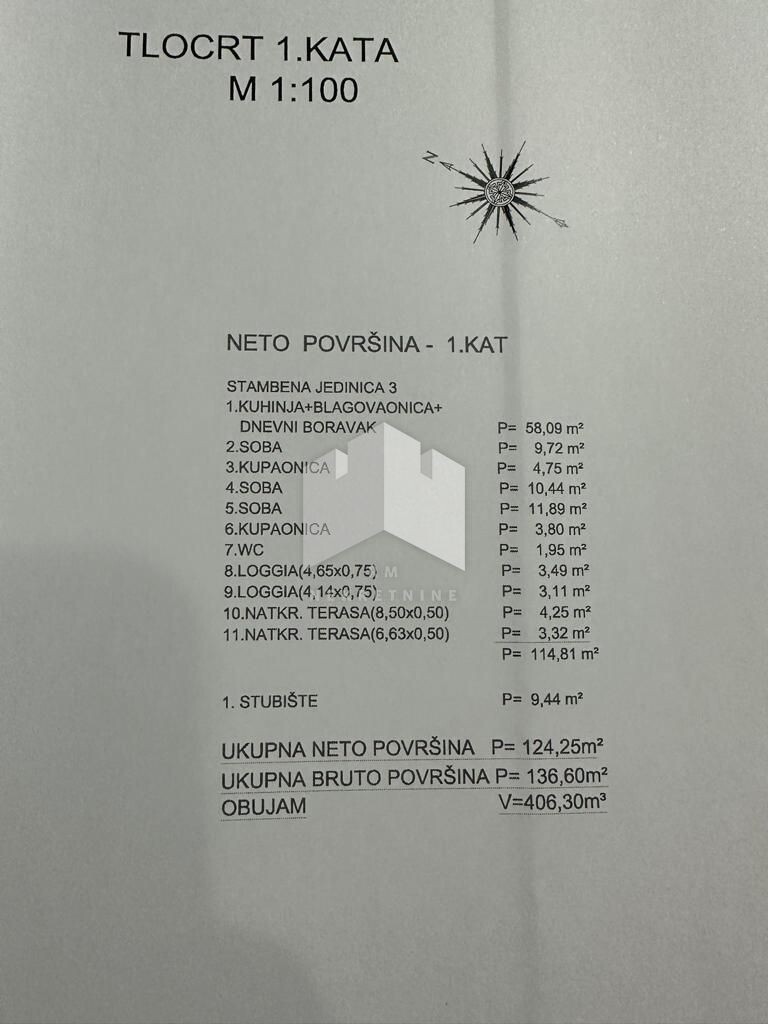 TLOCRT 1.KATA
M 1:100
N
NETO POVRŠINA - 1.KAT
STAMBENA JEDINICA 3
1.KUHINJA+BLAGOVAONICA+
DNEVNI BORAVAK P= 58,09 m²
2.SOBA P= 9,72 m²
3.KUPAONICA P= 4,75 m²
4.SOBA P= 10,44 m²
5.SOBA P= 11,89 m²
6.KUPAONICA P= 3,80 m²
7.WC P= 1,95 m²
8.LOGGIA(4,65x0,75) P= 3,49 m²
9.LOGGIA(4,14x0,75) P= 3,11 m²
10.NATKR. TERASA(8,50x0,50) P= 4,25 m²
11.NATKR. TERASA(6,63x0,50) P= 3,32 m²
P= 114,81 m²
1. STUBIŠTE P= 9,44 m²
UKUPNA NETO POVRŠINA P= 124,25m²
UKUPNA BRUTO POVRŠINA P= 136,60m²
OBUJAM V=406,30m³